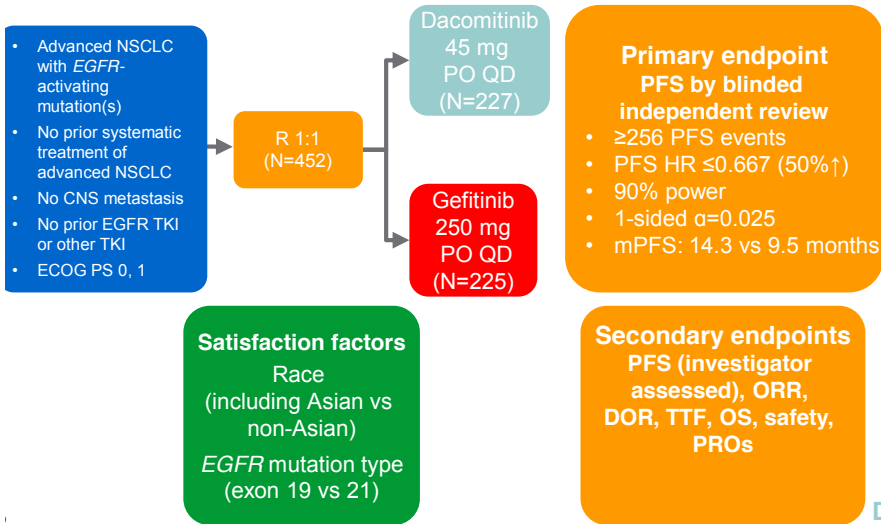 • Advanced NSCLC
with EGFR-
activating
mutation(s)
• No prior systematic
treatment of
advanced NSCLC
• No CNS metastasis
• No prior EGFR TKI
or other TKI
• ECOG PS 0, 1
R 1:1
(N=452)
Dacomitinib
45 mg
PO QD
(N=227)
Gefitinib
250 mg
PO QD
(N=225)
Primary endpoint
PFS by blinded
independent review
• ≥256 PFS events
• PFS HR ≤0.667 (50%↑)
• 90% power
• 1-sided α=0.025
• mPFS: 14.3 vs 9.5 months
Satisfaction factors
Race
(including Asian vs
non-Asian)
EGFR mutation type
(exon 19 vs 21)
Secondary endpoints
PFS (investigator
assessed), ORR,
DOR, TTF, OS, safety,
PROs